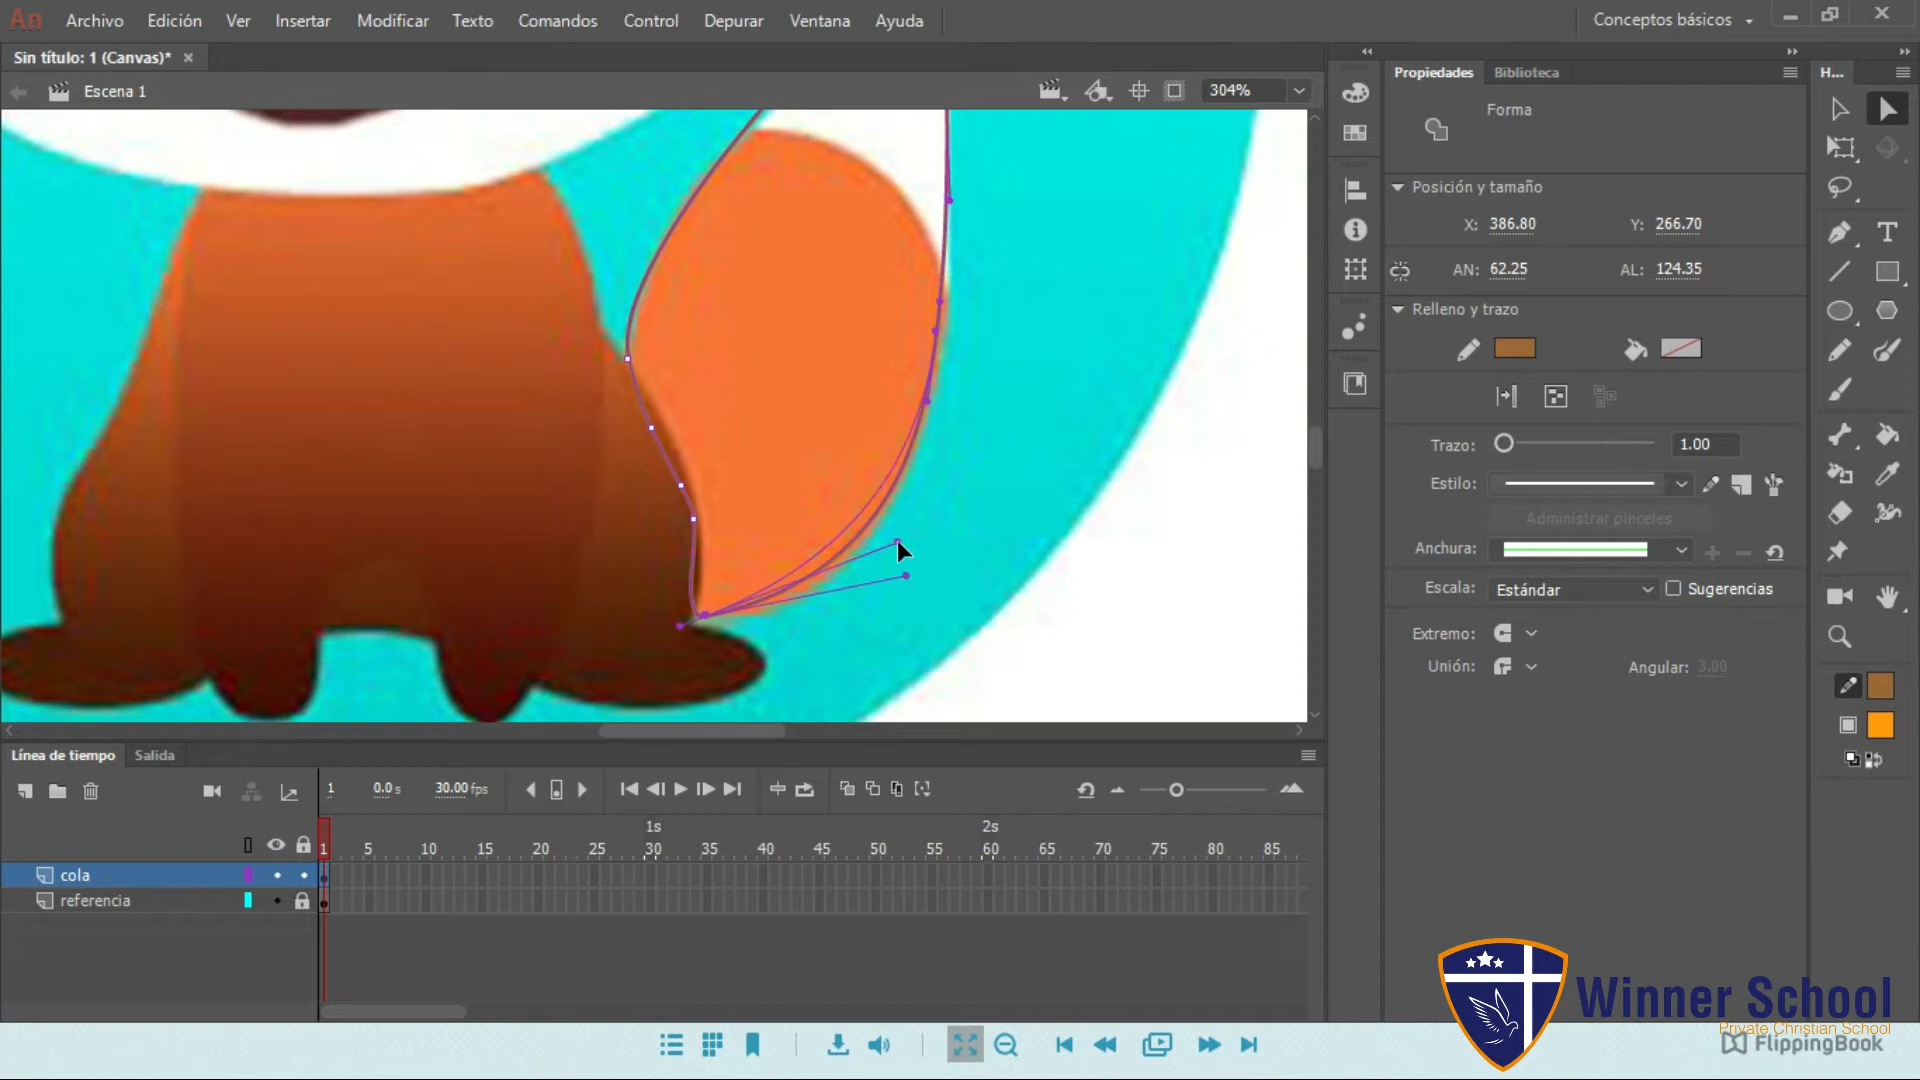 An Archivo Edición Ver Insertar Modificar Texto Comandos Control Depurar Ventana Ayuda Conceptos básicos
Sin título: 1 (Canvas)* ×
Escena 1 304%
Propiedades Biblioteca H...
Forma
Posición y tamaño
X: 386.80 Y: 266.70
AN: 62.25 AL: 124.35
Relleno y trazo
Trazo: 1.00
Estilo:
Administrar pinceles
Anchura:
Escala: Estándar Sugerencias
Extremo:
Unión: Angular: 3.00
Línea de tiempo Salida
1 0.0 s 30.00 fps
1s 2s
1 5 10 15 20 25 30 35 40 45 50 55 60 65 70 75 80 85
cola
referencia
Winner School
Private Christian School
FlippingBook